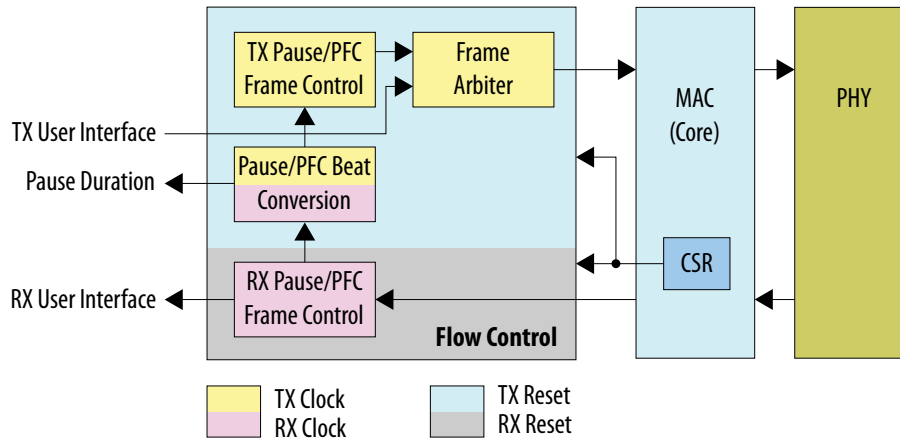 TX Pause/PFC
Frame Control
Frame
Arbiter
MAC
(Core)
PHY
TX User Interface
Pause Duration
Pause/PFC Beat
Conversion
CSR
RX User Interface
RX Pause/PFC
Frame Control
Flow Control
TX Clock
RX Clock
TX Reset
RX Reset